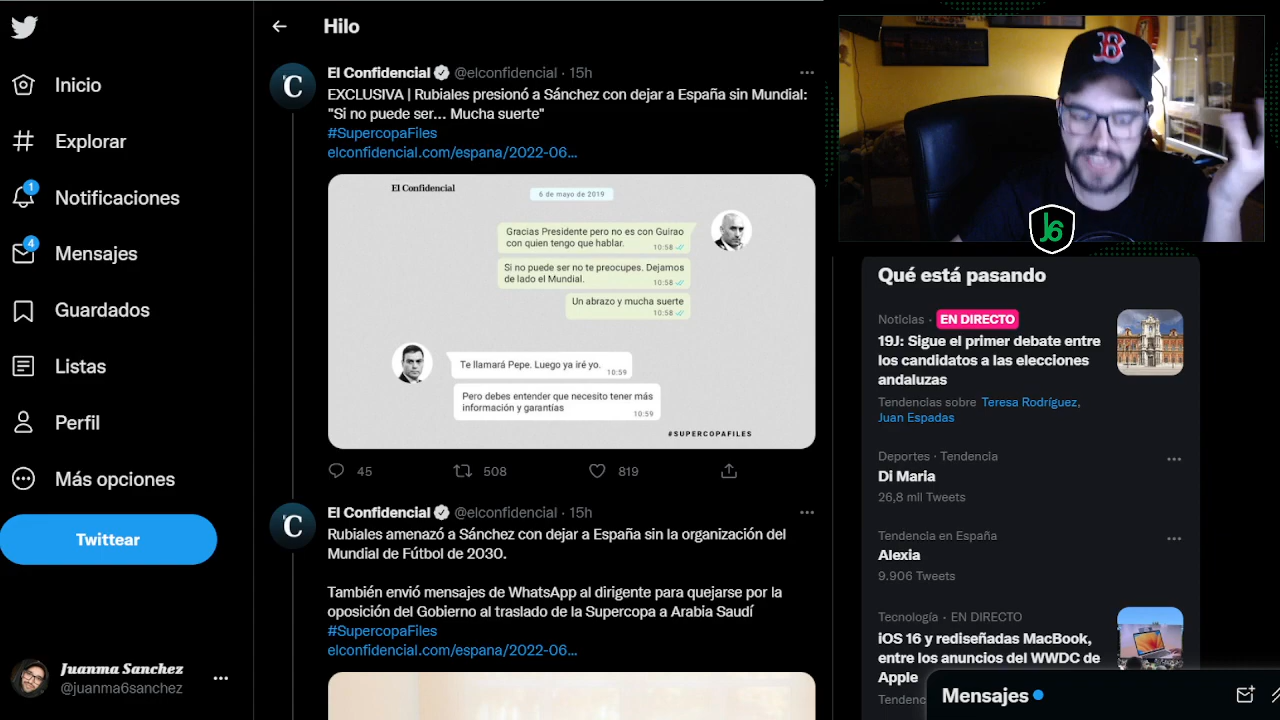 Hilo
Inicio
Explorar
1
Notificaciones
4
Mensajes
Guardados
Listas
Perfil
Más opciones
Twittear
Juanma Sanchez
@juanma6sanchez
El Confidencial @elconfidencial · 15h
EXCLUSIVA | Rubiales presionó a Sánchez con dejar a España sin Mundial:
"Si no puede ser... Mucha suerte"
#SupercopaFiles
elconfidencial.com/espana/2022-06...
El Confidencial
6 de mayo de 2019
Gracias Presidente pero no es con Guirao
con quien tengo que hablar.
10:58
Si no puede ser no te preocupes. Dejamos
de lado el Mundial.
10:58
Un abrazo y mucha suerte
10:58
Te llamará Pepe. Luego ya iré yo.
10:59
Pero debes entender que necesito tener más
información y garantías
10:59
#SUPERCOPAFILES
45 508 819
El Confidencial @elconfidencial · 15h
Rubiales amenazó a Sánchez con dejar a España sin la organización del
Mundial de Fútbol de 2030.
También envió mensajes de WhatsApp al dirigente para quejarse por la
oposición del Gobierno al traslado de la Supercopa a Arabia Saudí
#SupercopaFiles
elconfidencial.com/espana/2022-06...
B
J6
Qué está pasando
Noticias · EN DIRECTO
19J: Sigue el primer debate entre
los candidatos a las elecciones
andaluzas
Tendencias sobre Teresa Rodríguez,
Juan Espadas
Deportes · Tendencia
Di Maria
26,8 mil Tweets
Tendencia en España
Alexia
9.906 Tweets
Tecnología · EN DIRECTO
iOS 16 y rediseñadas MacBook,
entre los anuncios del WWDC de
Apple
Tendenc
Mensajes